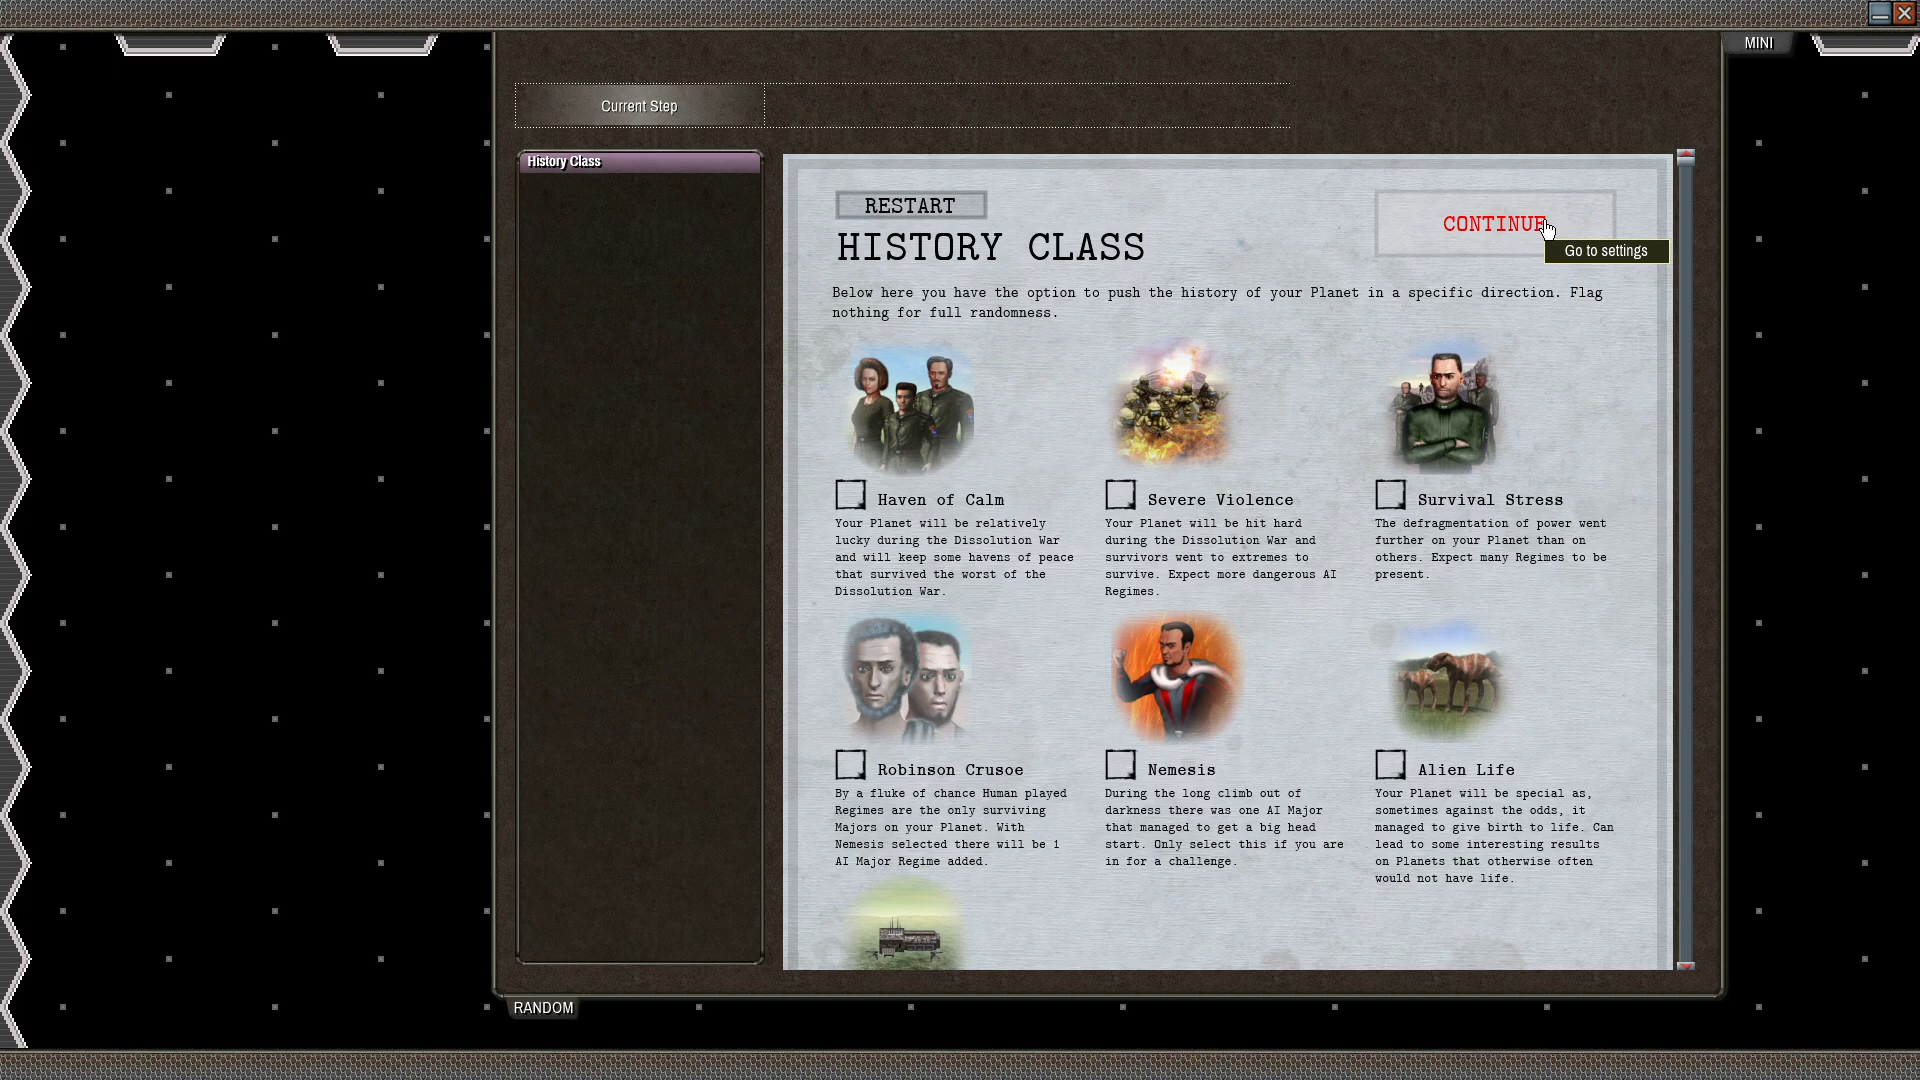 MINI
Current Step
History Class
RESTART
CONTINUE
HISTORY CLASS
Go to settings
Below here you have the option to push the history of your Planet in a specific direction. Flag
nothing for full randomness.
Haven of Calm
Your Planet will be relatively
lucky during the Dissolution War
and will keep some havens of peace
that survived the worst of the
Dissolution War.
Severe Violence
Your Planet will be hit hard
during the Dissolution War and
survivors went to extremes to
survive. Expect more dangerous AI
Regimes.
Survival Stress
The defragmentation of power went
further on your Planet than on
others. Expect many Regimes to be
present.
Robinson Crusoe
By a fluke of chance Human played
Regimes are the only surviving
Majors on your Planet. With
Nemesis selected there will be 1
AI Major Regime added.
Nemesis
During the long climb out of
darkness there was one AI Major
that managed to get a big head
start. Only select this if you are
in for a challenge.
Alien Life
Your Planet will be special as,
sometimes against the odds, it
managed to give birth to life. Can
lead to some interesting results
on Planets that otherwise often
would not have life.
RANDOM